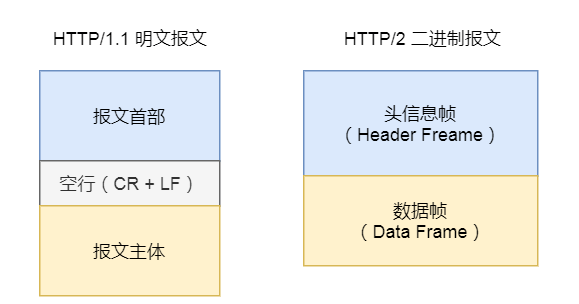 HTTP/1.1 明文报文
报文首部
空行（CR + LF）
报文主体
HTTP/2 二进制报文
头信息帧
（Header Freame）
数据帧
（Data Frame）